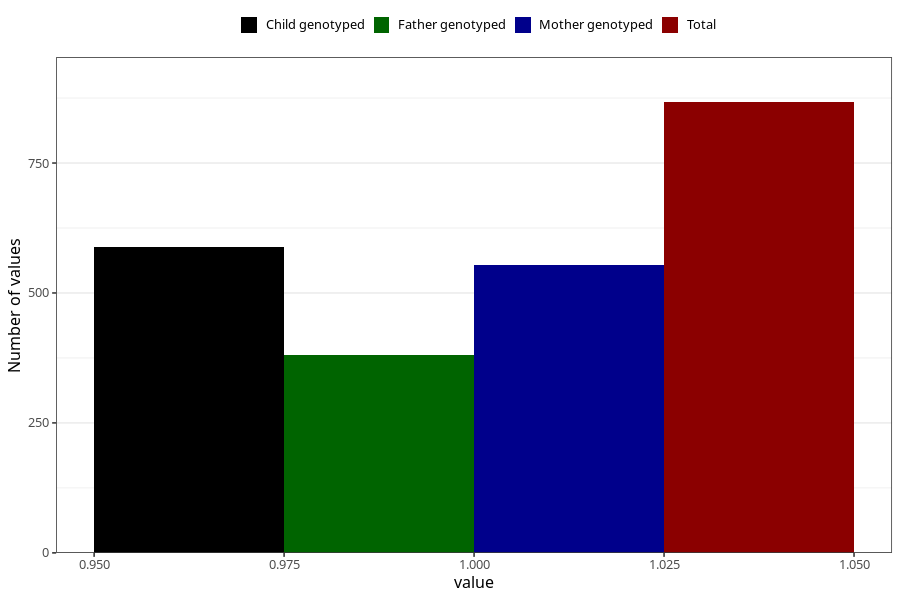 Child genotyped Father genotyped Mother genotyped Total
Number of values
750
500
250
0
0.950 0.975 1.000 1.025 1.050
value